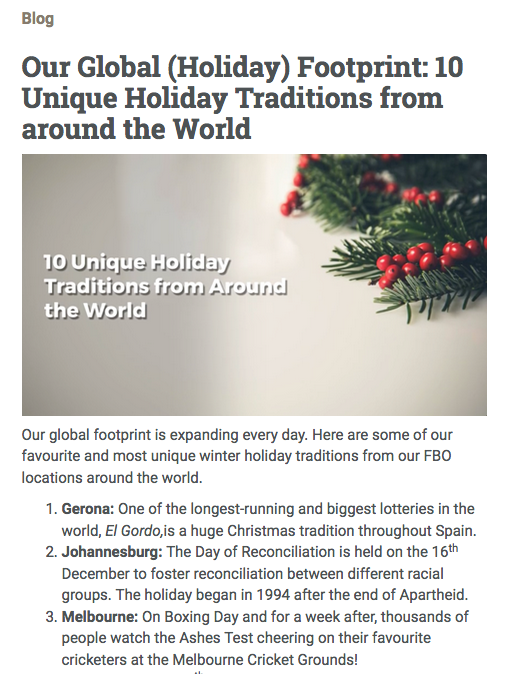 Blog
Our Global (Holiday) Footprint: 10
Unique Holiday Traditions from
around the World
10 Unique Holiday
Traditions from Around
the World
Our global footprint is expanding every day. Here are some of our
favourite and most unique winter holiday traditions from our FBO
locations around the world.
1. Gerona: One of the longest-running and biggest lotteries in the
world, El Gordo,is a huge Christmas tradition throughout Spain.
2. Johannesburg: The Day of Reconciliation is held on the 16th
December to foster reconciliation between different racial
groups. The holiday began in 1994 after the end of Apartheid.
3. Melbourne: On Boxing Day and for a week after, thousands of
people watch the Ashes Test cheering on their favourite
cricketers at the Melbourne Cricket Grounds!
th